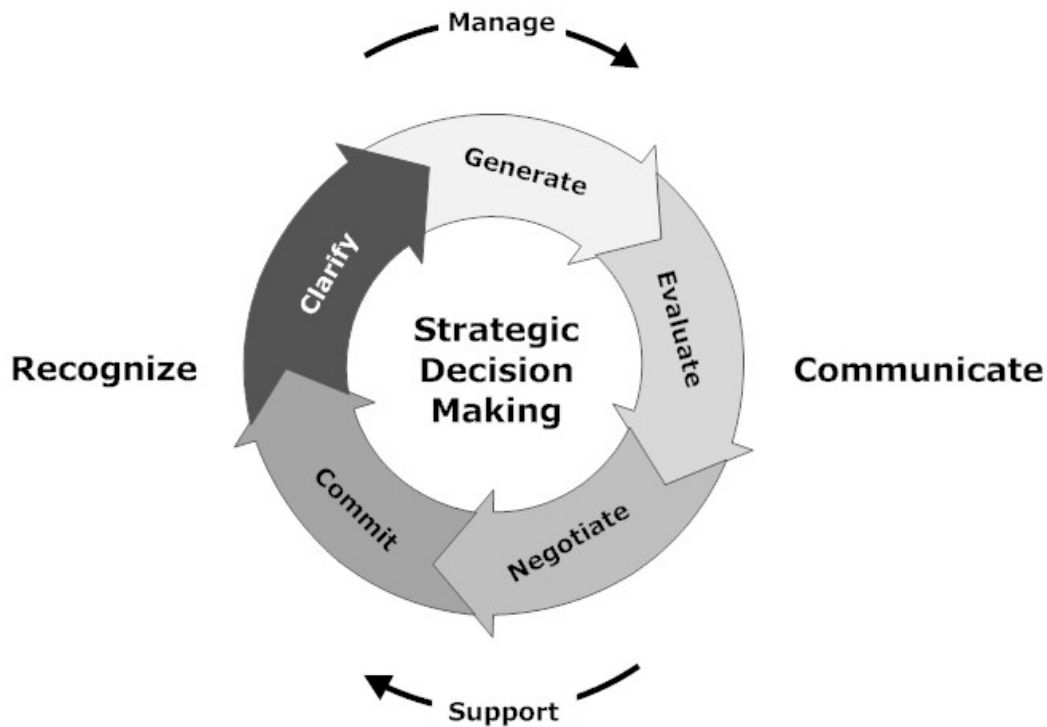 Manage
Generate
Clarify
Evaluate
Strategic
Decision
Making
Recognize
Communicate
Commit
Negotiate
Support